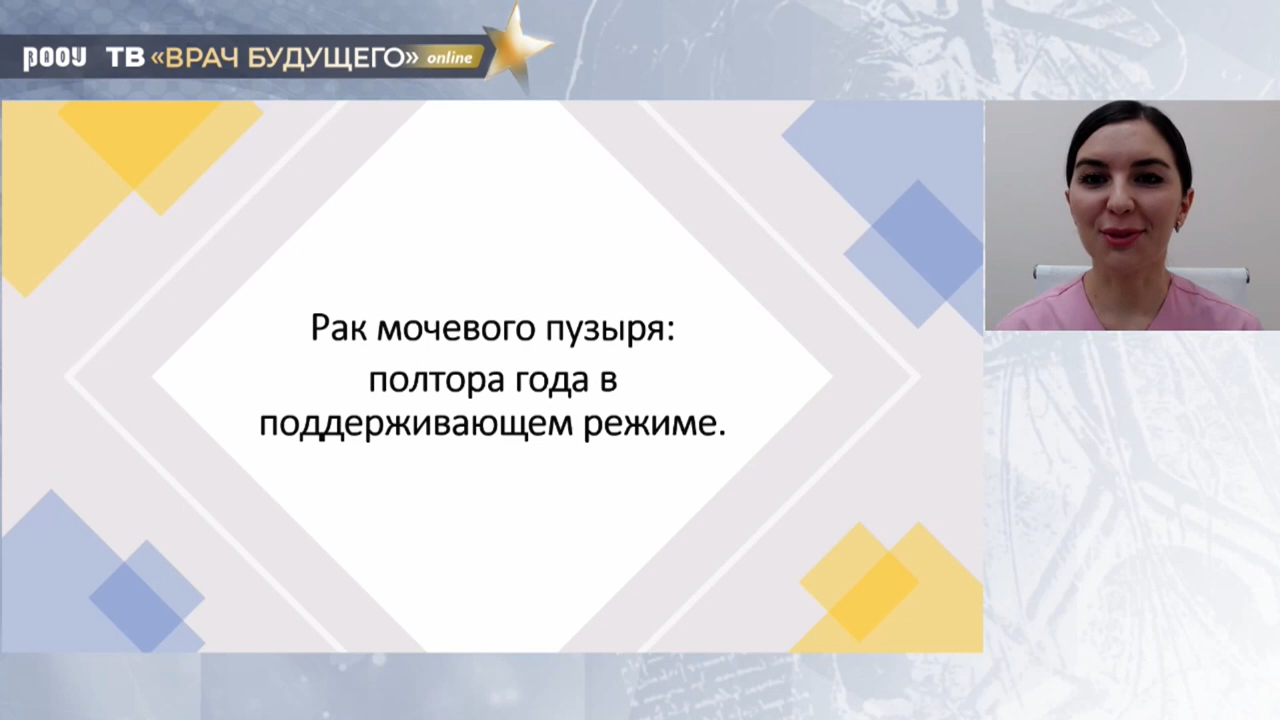 РООУ ТВ «ВРАЧ БУДУЩЕГО» online
Рак мочевого пузыря:
полтора года в
поддерживающем режиме.